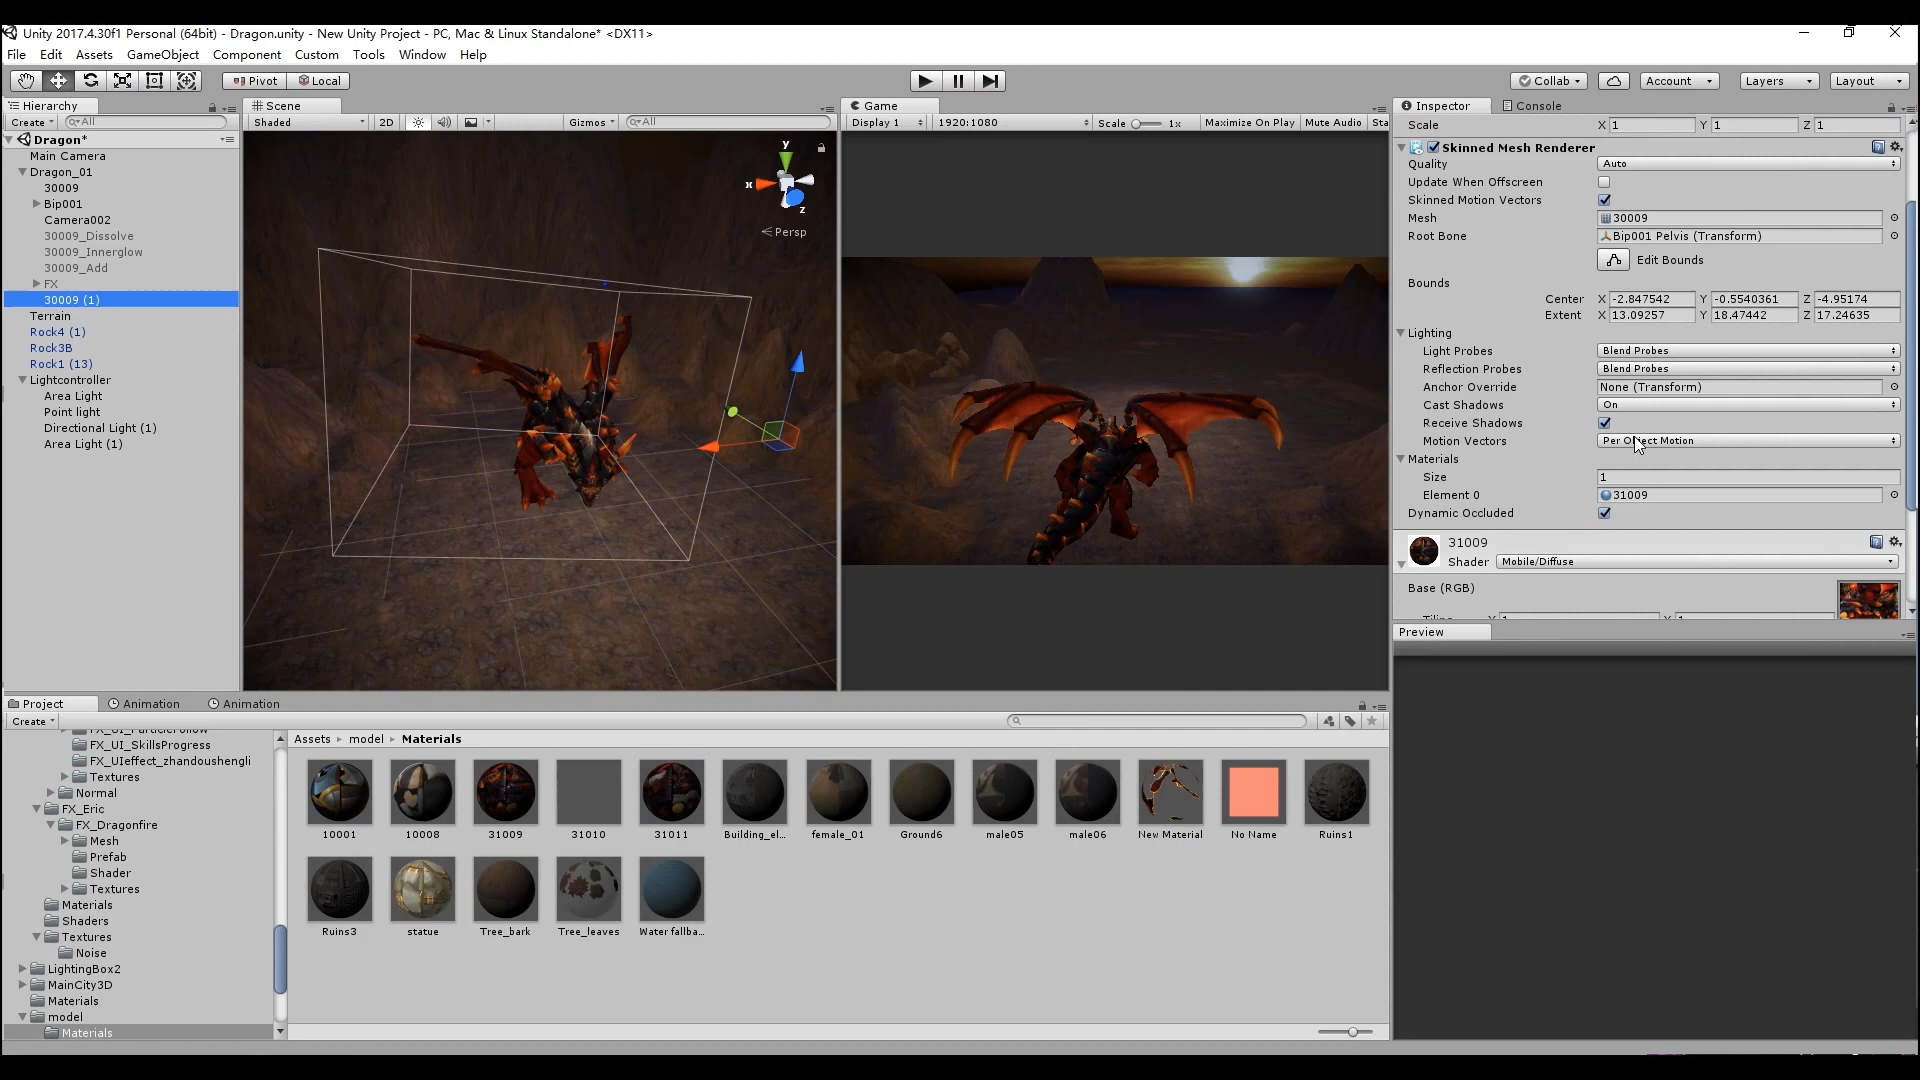 Unity 2017.4.30f1 Personal (64bit) - Dragon.unity - New Unity Project - PC, Mac & Linux Standalone* <DX11>
File Edit Assets GameObject Component Custom Tools Window Help
Pivot Local Collab Account Layers Layout
Hierarchy
Create All
Dragon*
Main Camera
Dragon_01
30009
Bip001
Camera002
30009_Dissolve
30009_Innerglow
30009_Add
FX
30009 (1)
Terrain
Rock4 (1)
Rock3B
Rock1 (13)
Lightcontroller
Area Light
Point light
Directional Light (1)
Area Light (1)
Scene
Shaded 2D Gizmos All
y
x
z
Persp
Game
Display 1 1920:1080 Scale 1x Maximize On Play Mute Audio Sta
Inspector Console
Scale X 1 Y 1 Z 1
Skinned Mesh Renderer
Quality Auto
Update When Offscreen
Skinned Motion Vectors
Mesh 30009
Root Bone Bip001 Pelvis (Transform)
Edit Bounds
Bounds
Center X -2.847542 Y -0.5540361 Z -4.95174
Extent X 13.09257 Y 18.47442 Z 17.24635
Lighting
Light Probes Blend Probes
Reflection Probes Blend Probes
Anchor Override None (Transform)
Cast Shadows On
Receive Shadows
Motion Vectors Per Object Motion
Materials
Size 1
Element 0 31009
Dynamic Occluded
31009
Shader Mobile/Diffuse
Base (RGB)
Preview
Project Animation Animation
Create
FX_UI_SkillsProgress
FX_UIeffect_zhandoushengli
Textures
Normal
FX_Eric
FX_Dragonfire
Mesh
Prefab
Shader
Textures
Materials
Shaders
Textures
Noise
LightingBox2
MainCity3D
Materials
model
Materials
Assets model Materials
10001 10008 31009 31010 31011 Building_el... female_01 Ground6 male05 male06 New Material No Name Ruins1
Ruins3 statue Tree_bark Tree_leaves Water fallba...